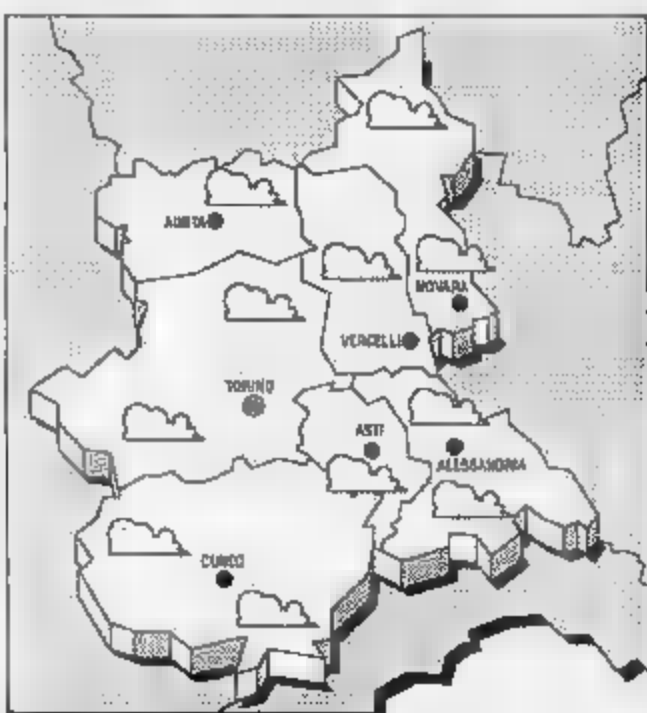 AOSTA
NOVARA
VERCELLI
TORINO
ASTI
ALESSANDRIA
CUNEO